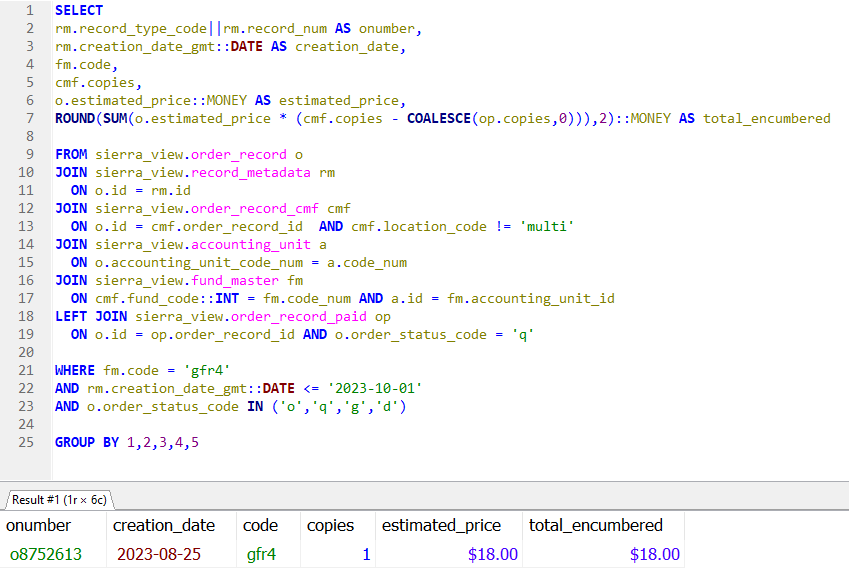 1 SELECT
2 rm.record_type_code||rm.record_num AS onumber,
3 rm.creation_date_gmt::DATE AS creation_date,
4 fm.code,
5 cmf.copies,
6 o.estimated_price::MONEY AS estimated_price,
7 ROUND(SUM(o.estimated_price * (cmf.copies - COALESCE(op.copies,0))),2)::MONEY AS total_encumbered
8
9 FROM sierra_view.order_record o
10 JOIN sierra_view.record_metadata rm
11   ON o.id = rm.id
12 JOIN sierra_view.order_record_cmf cmf
13   ON o.id = cmf.order_record_id  AND cmf.location_code != 'multi'
14 JOIN sierra_view.accounting_unit a
15   ON o.accounting_unit_code_num = a.code_num
16 JOIN sierra_view.fund_master fm
17   ON cmf.fund_code::INT = fm.code_num AND a.id = fm.accounting_unit_id
18 LEFT JOIN sierra_view.order_record_paid op
19   ON o.id = op.order_record_id AND o.order_status_code = 'q'
20
21 WHERE fm.code = 'gfr4'
22 AND rm.creation_date_gmt::DATE <= '2023-10-01'
23 AND o.order_status_code IN ('o','q','g','d')
24
25 GROUP BY 1,2,3,4,5
Result #1 (1r × 6c)
onumber creation_date code copies estimated_price total_encumbered
o8752613 2023-08-25 gfr4 1 $18.00 $18.00